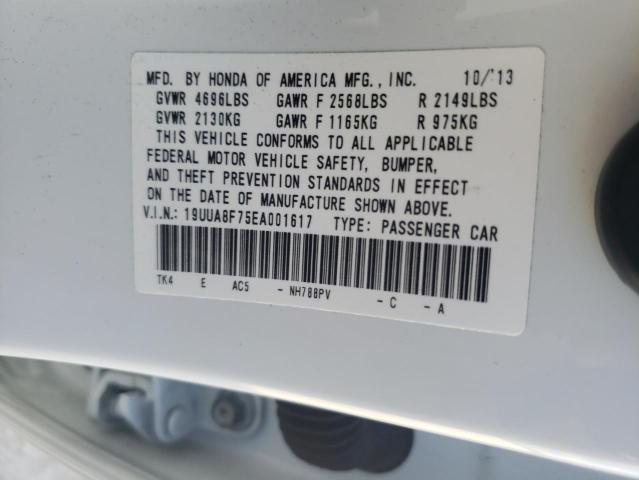 MFD. BY HONDA OF AMERICA MFG., INC. 10/'13
GVWR 4696LBS GAWR F 2568LBS R 2149LBS
GVWR 2130KG GAWR F 1165KG R 975KG
THIS VEHICLE CONFORMS TO ALL APPLICABLE
FEDERAL MOTOR VEHICLE SAFETY, BUMPER,
AND THEFT PREVENTION STANDARDS IN EFFECT
ON THE DATE OF MANUFACTURE SHOWN ABOVE.
V.I.N.: 19UUA8F75EA001617 TYPE: PASSENGER CAR
TK4 E AC5 - NH788PV - C - A